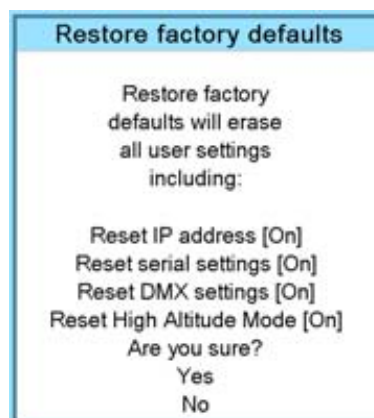 Restore factory defaults
Restore factory
defaults will erase
all user settings
including:
Reset IP address [On]
Reset serial settings [On]
Reset DMX settings [On]
Reset High Altitude Mode [On]
Are you sure?
Yes
No